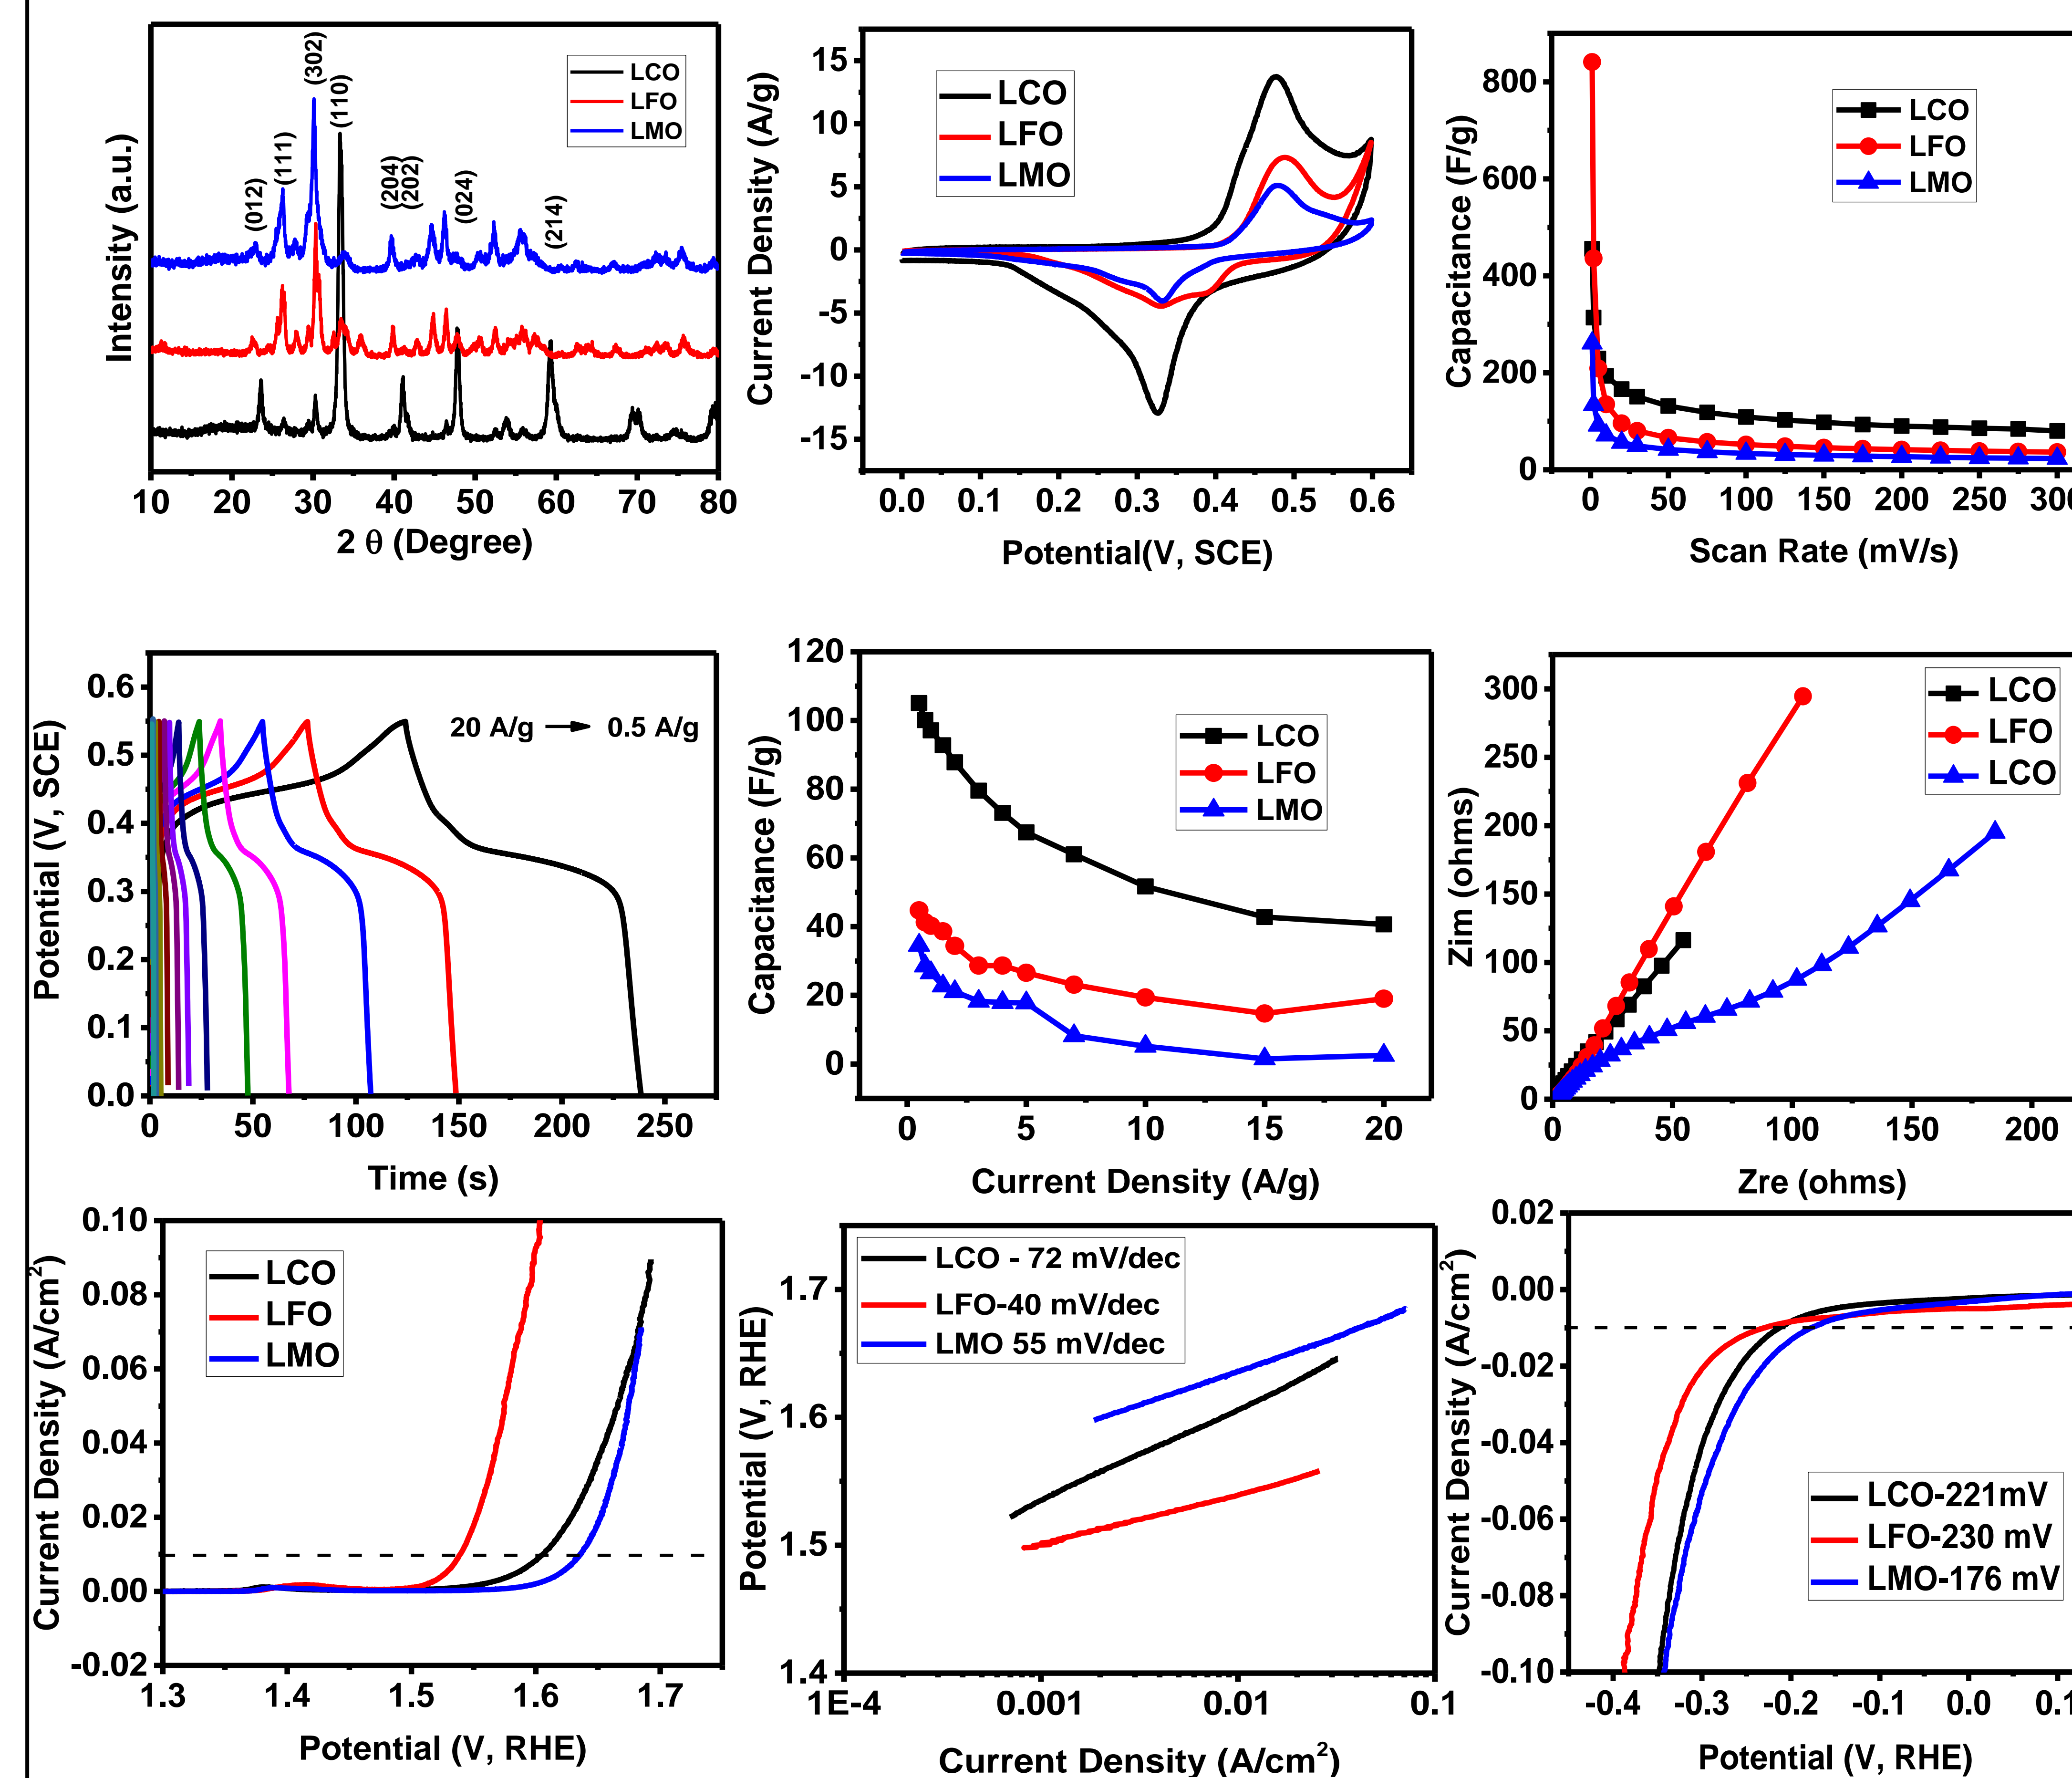 Intensity (a.u.)
(012)
(111)
(302)
(110)
(204)
(202)
(024)
(214)
LCO
LFO
LMO
10 20 30 40 50 60 70 80
2 θ (Degree)
Current Density (A/g)
15
10
5
0
-5
-10
-15
LCO
LFO
LMO
0.0 0.1 0.2 0.3 0.4 0.5 0.6
Potential(V, SCE)
Capacitance (F/g)
800
600
400
200
0
LCO
LFO
LMO
0 50 100 150 200 250 300
Scan Rate (mV/s)
Potential (V, SCE)
0.6
0.5
0.4
0.3
0.2
0.1
0.0
20 A/g → 0.5 A/g
0 50 100 150 200 250
Time (s)
Capacitance (F/g)
120
100
80
60
40
20
0
LCO
LFO
LMO
0 5 10 15 20
Current Density (A/g)
Zim (ohms)
300
250
200
150
100
50
0
LCO
LFO
LCO
0 50 100 150 200
Zre (ohms)
Current Density (A/cm²)
0.10
0.08
0.06
0.04
0.02
0.00
-0.02
LCO
LFO
LMO
1.3 1.4 1.5 1.6 1.7
Potential (V, RHE)
Potential (V, RHE)
1.7
1.6
1.5
1.4
LCO - 72 mV/dec
LFO-40 mV/dec
LMO 55 mV/dec
1E-4 0.001 0.01 0.1
Current Density (A/cm²)
Current Density (A/cm²)
0.02
0.00
-0.02
-0.04
-0.06
-0.08
-0.10
LCO-221mV
LFO-230 mV
LMO-176 mV
-0.4 -0.3 -0.2 -0.1 0.0 0.1
Potential (V, RHE)